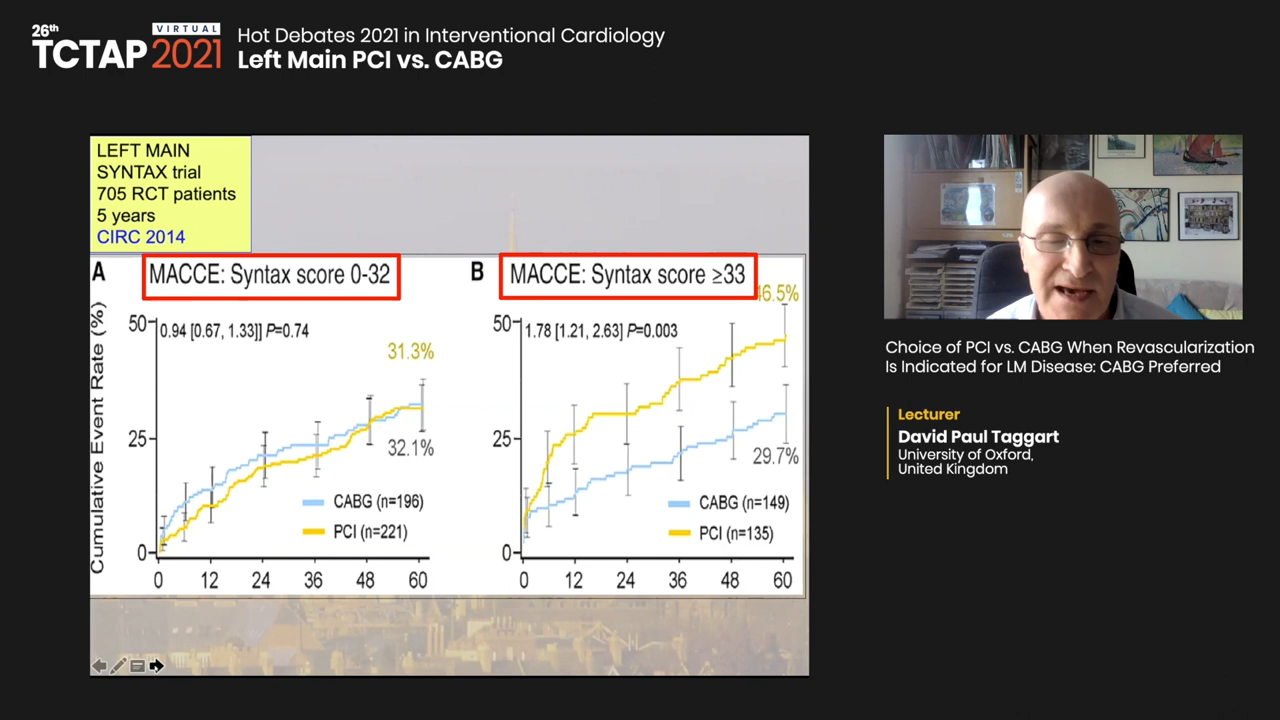 26th
VIRTUAL
TCTAP 2021
Hot Debates 2021 in Interventional Cardiology
Left Main PCI vs. CABG
LEFT MAIN
SYNTAX trial
705 RCT patients
5 years
CIRC 2014
A
MACCE: Syntax score 0-32
Cumulative Event Rate (%)
50
25
0
0.94 [0.67, 1.33]] P=0.74
31.3%
32.1%
CABG (n=196)
PCI (n=221)
0 12 24 36 48 60
B
MACCE: Syntax score ≥33
46.5%
50
25
0
1.78 [1.21, 2.63] P=0.003
29.7%
CABG (n=149)
PCI (n=135)
0 12 24 36 48 60
Choice of PCI vs. CABG When Revascularization
Is Indicated for LM Disease: CABG Preferred
Lecturer
David Paul Taggart
University of Oxford,
United Kingdom